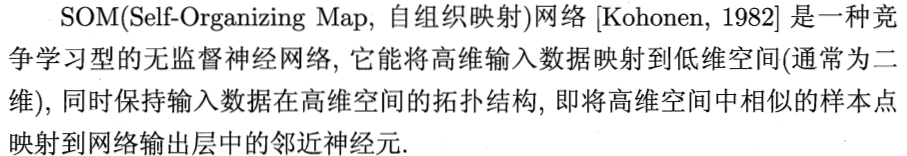 SOM(Self-Organizing Map, 自组织映射)网络 [Kohonen, 1982] 是一种竞
争学习型的无监督神经网络, 它能将高维输入数据映射到低维空间(通常为二
维), 同时保持输入数据在高维空间的拓扑结构, 即将高维空间中相似的样本点
映射到网络输出层中的邻近神经元.